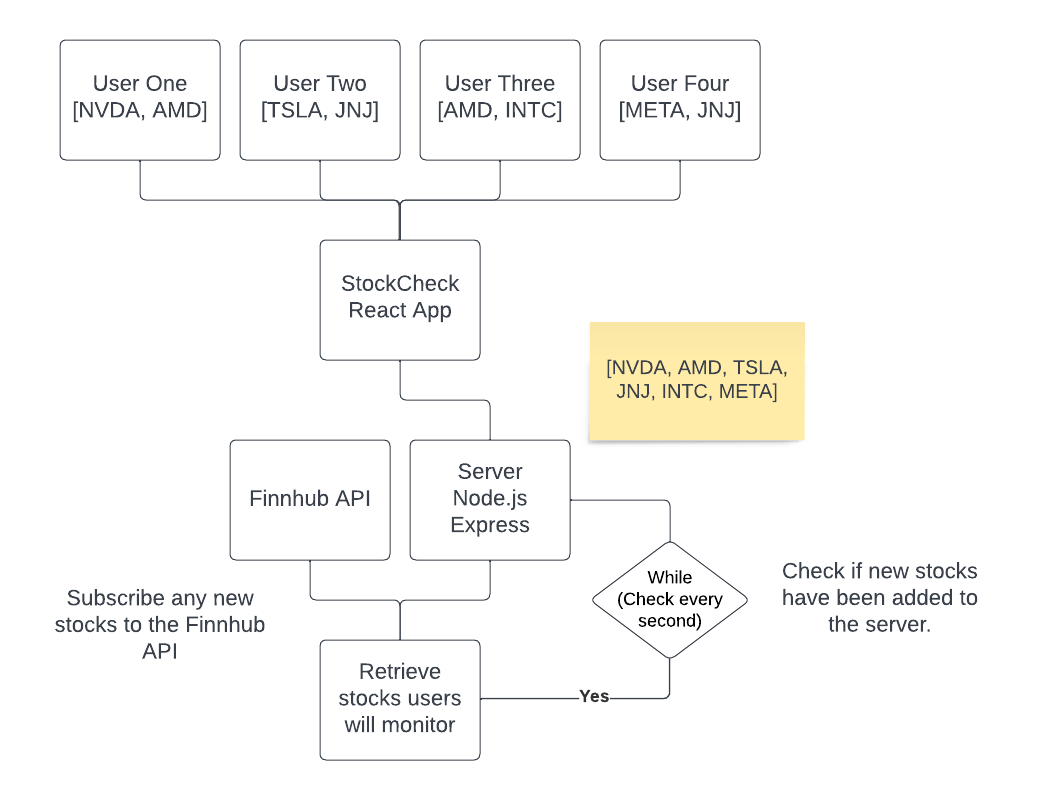 User One
[NVDA, AMD]
User Two
[TSLA, JNJ]
User Three
[AMD, INTC]
User Four
[META, JNJ]
StockCheck
React App
[NVDA, AMD, TSLA,
JNJ, INTC, META]
Finnhub API
Server
Node.js
Express
While
(Check every
second)
Check if new stocks
have been added to
the server.
Subscribe any new
stocks to the Finnhub
API
Retrieve
stocks users
will monitor
Yes